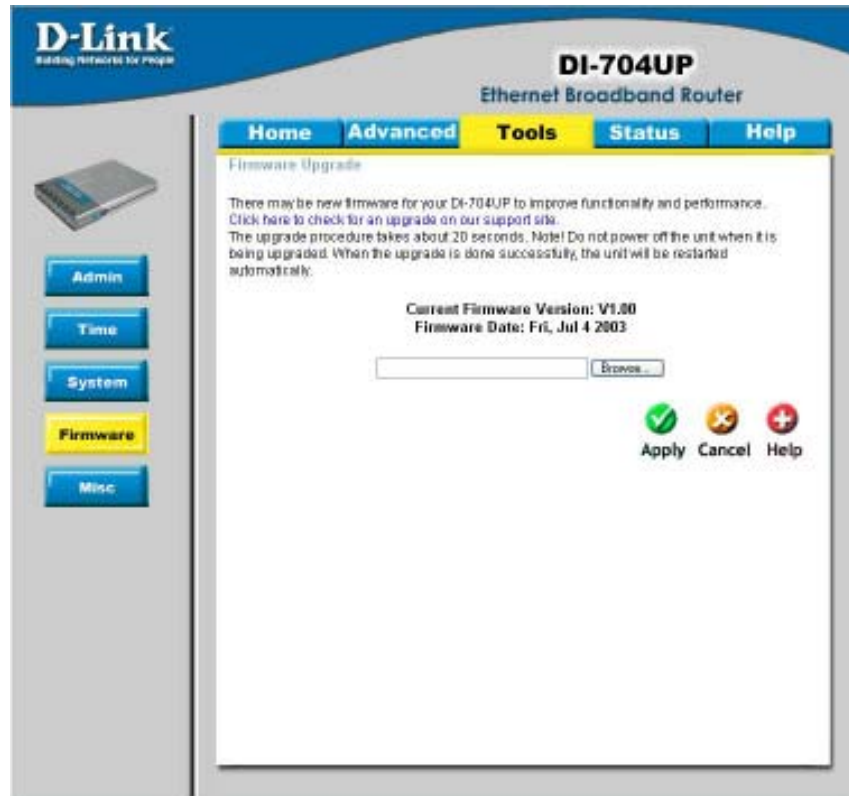 D-Link
Building Networks for People
DI-704UP
Ethernet Broadband Router
Home
Advanced
Tools
Status
Help
Admin
Time
System
Firmware
Misc
Firmware Upgrade
There may be new firmware for your DI-704UP to improve functionality and performance.
Click here to check for an upgrade on our support site.
The upgrade procedure takes about 20 seconds. Note! Do not power off the unit when it is
being upgraded. When the upgrade is done successfully, the unit will be restarted
automatically.
Current Firmware Version: V1.00
Firmware Date: Fri, Jul 4 2003
Browse...
Apply
Cancel
Help